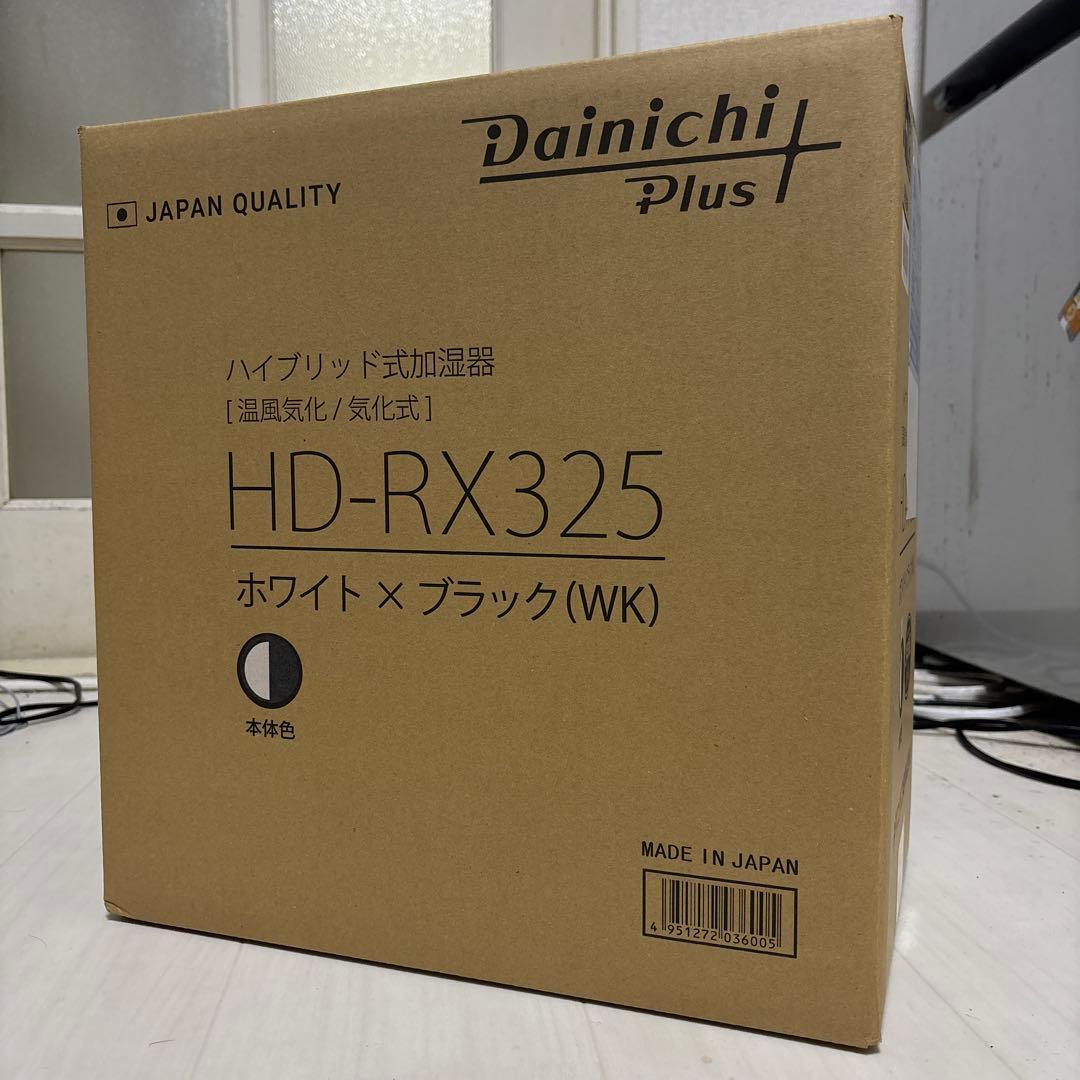 Dainichi
Plus
JAPAN QUALITY
ハイブリッド式加湿器
[ 温風気化 / 気化式 ]
HD-RX325
ホワイト × ブラック(WK)
本体色
MADE IN JAPAN
4 951272 036005